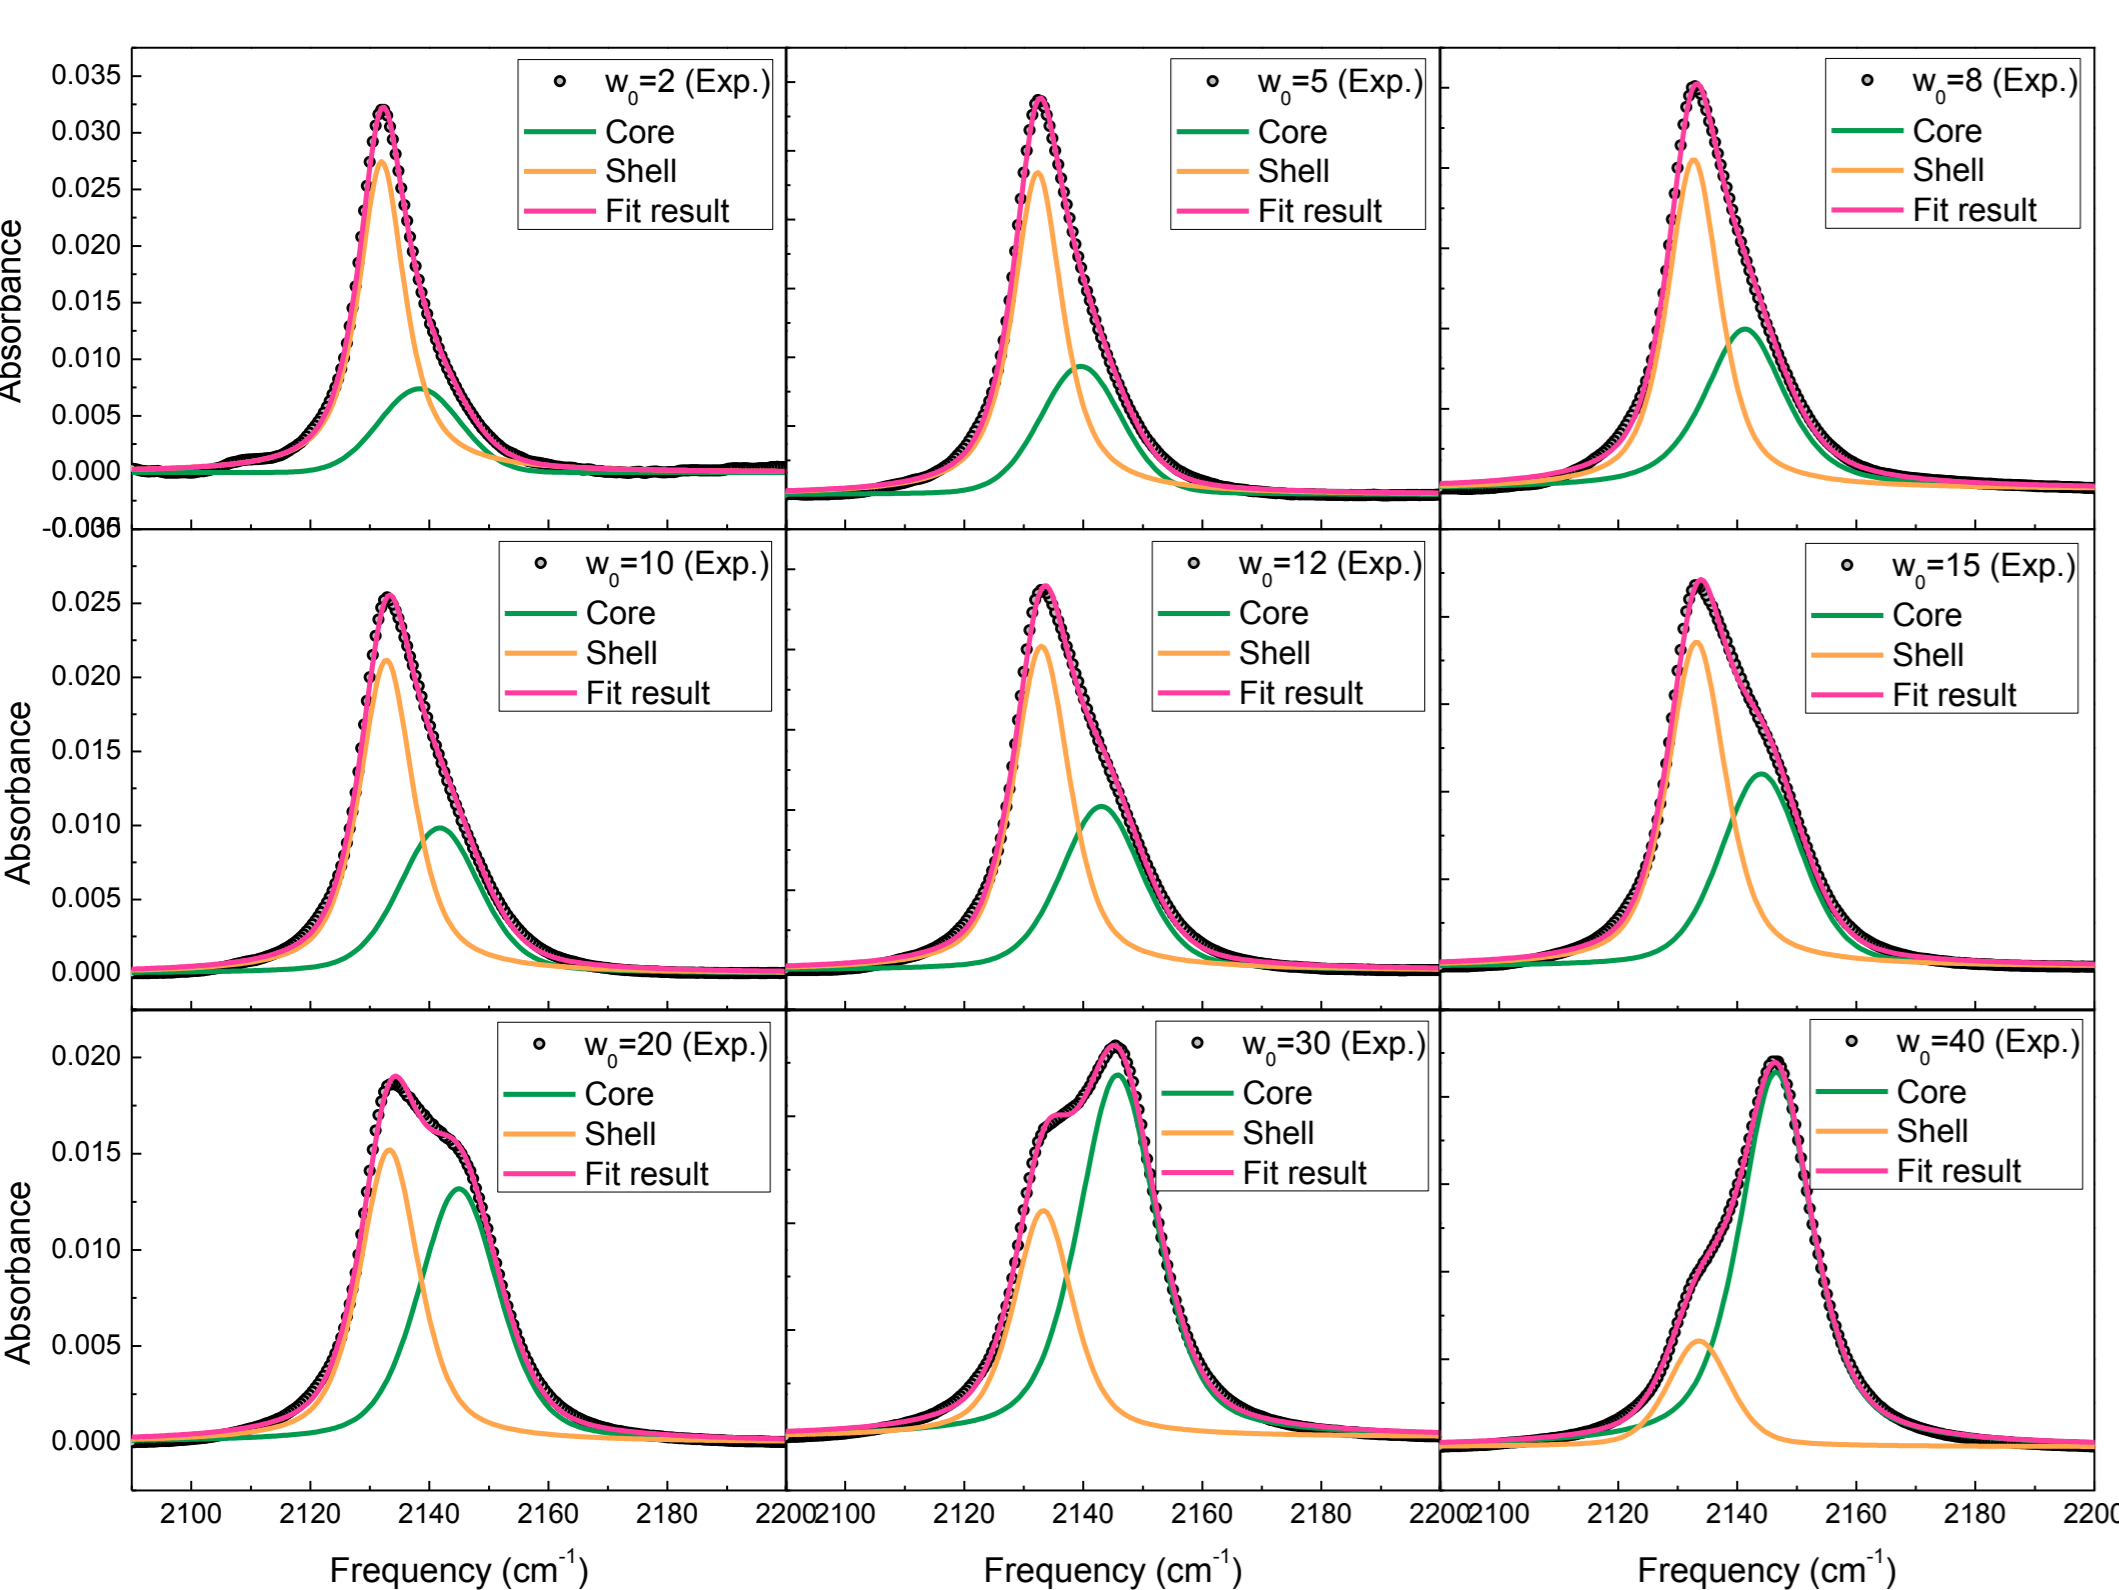 w0=2 (Exp.)
Core
Shell
Fit result
w0=5 (Exp.)
Core
Shell
Fit result
w0=8 (Exp.)
Core
Shell
Fit result
Absorbance
0.035
0.030
0.025
0.020
0.015
0.010
0.005
0.000
w0=10 (Exp.)
Core
Shell
Fit result
w0=12 (Exp.)
Core
Shell
Fit result
w0=15 (Exp.)
Core
Shell
Fit result
Absorbance
0.025
0.020
0.015
0.010
0.005
0.000
w0=20 (Exp.)
Core
Shell
Fit result
w0=30 (Exp.)
Core
Shell
Fit result
w0=40 (Exp.)
Core
Shell
Fit result
Absorbance
0.020
0.015
0.010
0.005
0.000
2100 2120 2140 2160 2180 2200
2100 2120 2140 2160 2180 2200
2100 2120 2140 2160 2180 2200
Frequency (cm-1)
Frequency (cm-1)
Frequency (cm-1)